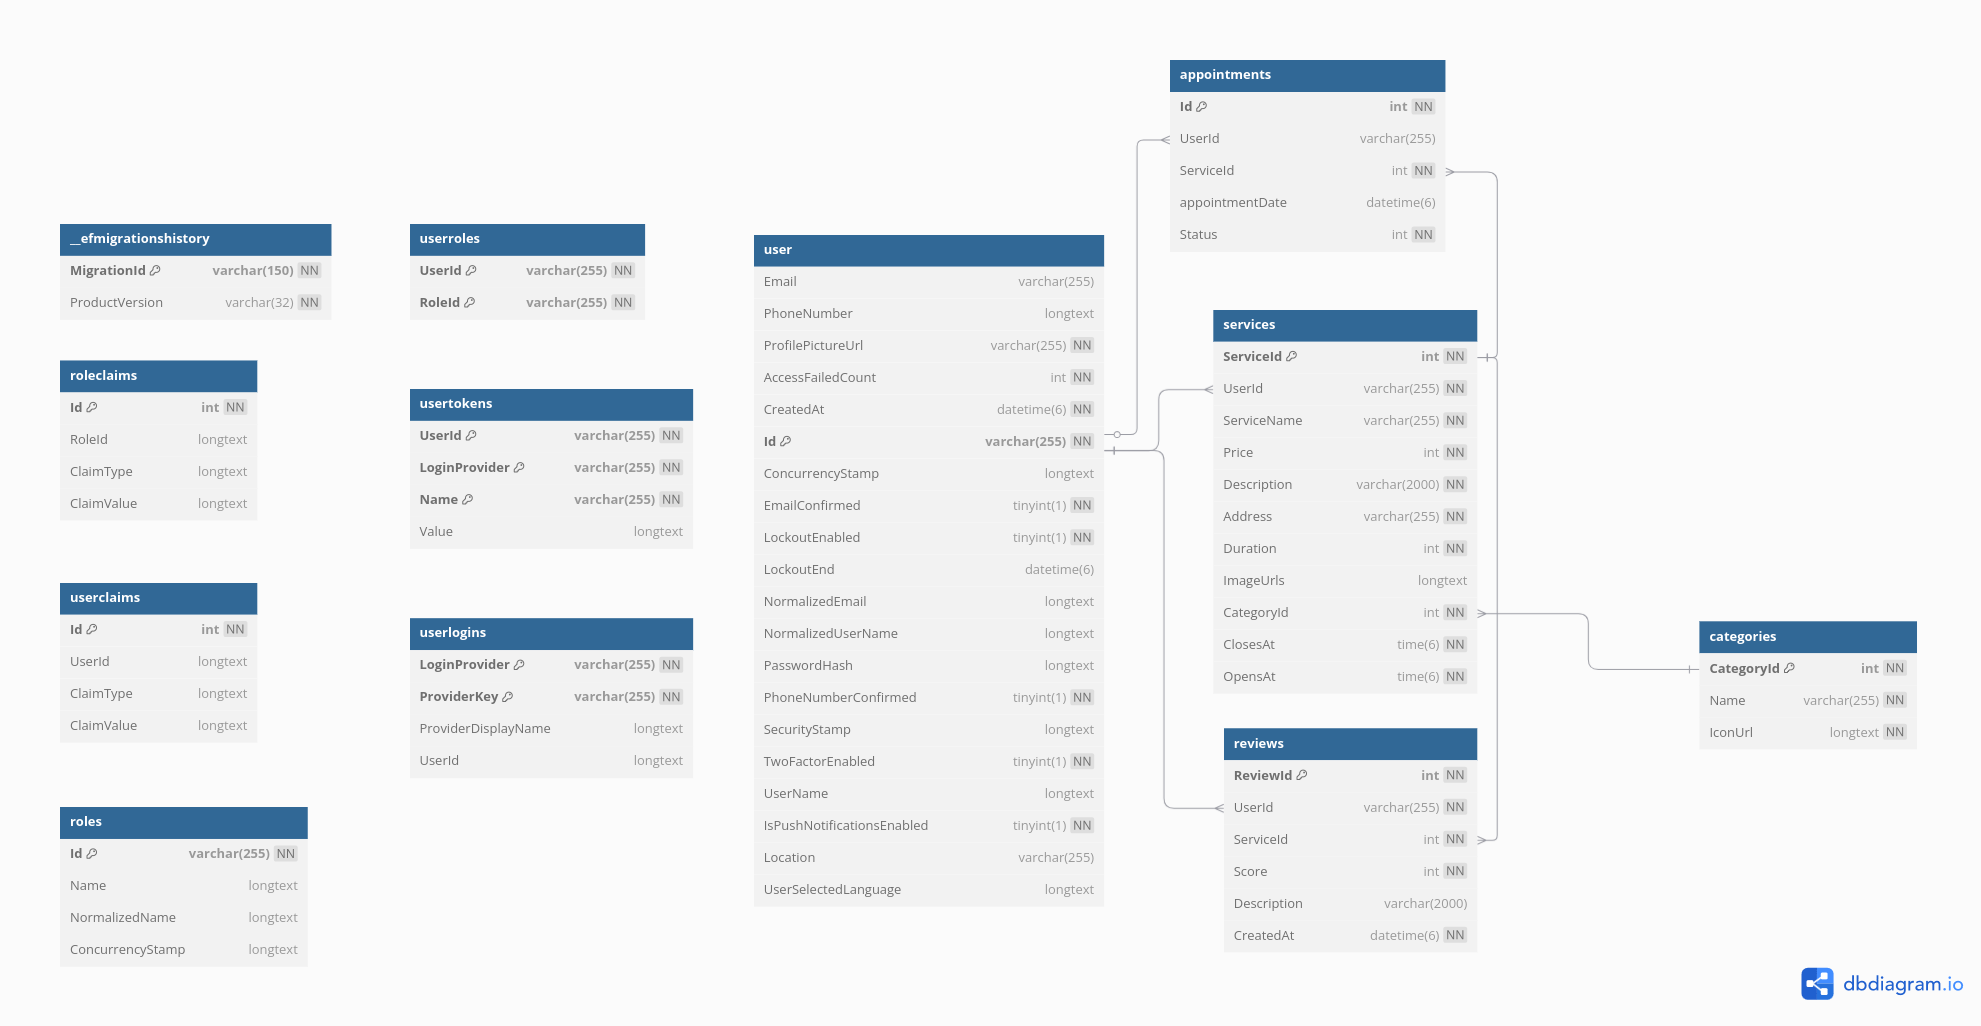 __efmigrationshistory
MigrationId varchar(150) NN
ProductVersion varchar(32) NN
roleclaims
Id int NN
RoleId longtext
ClaimType longtext
ClaimValue longtext
userclaims
Id int NN
UserId longtext
ClaimType longtext
ClaimValue longtext
roles
Id varchar(255) NN
Name longtext
NormalizedName longtext
ConcurrencyStamp longtext
userroles
UserId varchar(255) NN
RoleId varchar(255) NN
usertokens
UserId varchar(255) NN
LoginProvider varchar(255) NN
Name varchar(255) NN
Value longtext
userlogins
LoginProvider varchar(255) NN
ProviderKey varchar(255) NN
ProviderDisplayName longtext
UserId longtext
user
Email varchar(255)
PhoneNumber longtext
ProfilePictureUrl varchar(255) NN
AccessFailedCount int NN
CreatedAt datetime(6) NN
Id varchar(255) NN
ConcurrencyStamp longtext
EmailConfirmed tinyint(1) NN
LockoutEnabled tinyint(1) NN
LockoutEnd datetime(6)
NormalizedEmail longtext
NormalizedUserName longtext
PasswordHash longtext
PhoneNumberConfirmed tinyint(1) NN
SecurityStamp longtext
TwoFactorEnabled tinyint(1) NN
UserName longtext
IsPushNotificationsEnabled tinyint(1) NN
Location varchar(255)
UserSelectedLanguage longtext
appointments
Id int NN
UserId varchar(255)
ServiceId int NN
appointmentDate datetime(6)
Status int NN
services
ServiceId int NN
UserId varchar(255) NN
ServiceName varchar(255) NN
Price int NN
Description varchar(2000) NN
Address varchar(255) NN
Duration int NN
ImageUrls longtext
CategoryId int NN
ClosesAt time(6) NN
OpensAt time(6) NN
reviews
ReviewId int NN
UserId varchar(255) NN
ServiceId int NN
Score int NN
Description varchar(2000)
CreatedAt datetime(6) NN
categories
CategoryId int NN
Name varchar(255) NN
IconUrl longtext NN
dbdiagram.io